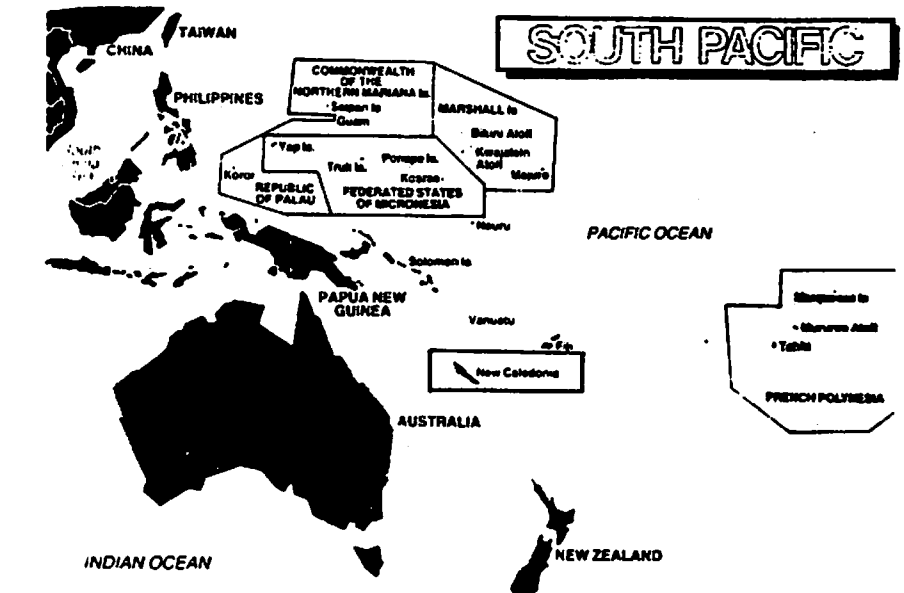 SOUTH PACIFIC
TAIWAN
CHINA
PHILIPPINES
COMMONWEALTH
OF THE
NORTHERN MARIANA Is.
Saipan Is
Guam
MARSHALL Is
Bikini Atoll
Kwajalein
Atoll
Majuro
Yap Is.
Truk Is.
Ponape Is.
Kosrae
Koror
REPUBLIC
OF PALAU
FEDERATED STATES
OF MICRONESIA
Nauru
PACIFIC OCEAN
Solomon Is
PAPUA NEW
GUINEA
Marquesas Is
Mururoa Atoll
Tahiti
Vanuatu
Fiji
New Caledonia
FRENCH POLYNESIA
AUSTRALIA
INDIAN OCEAN
NEW ZEALAND